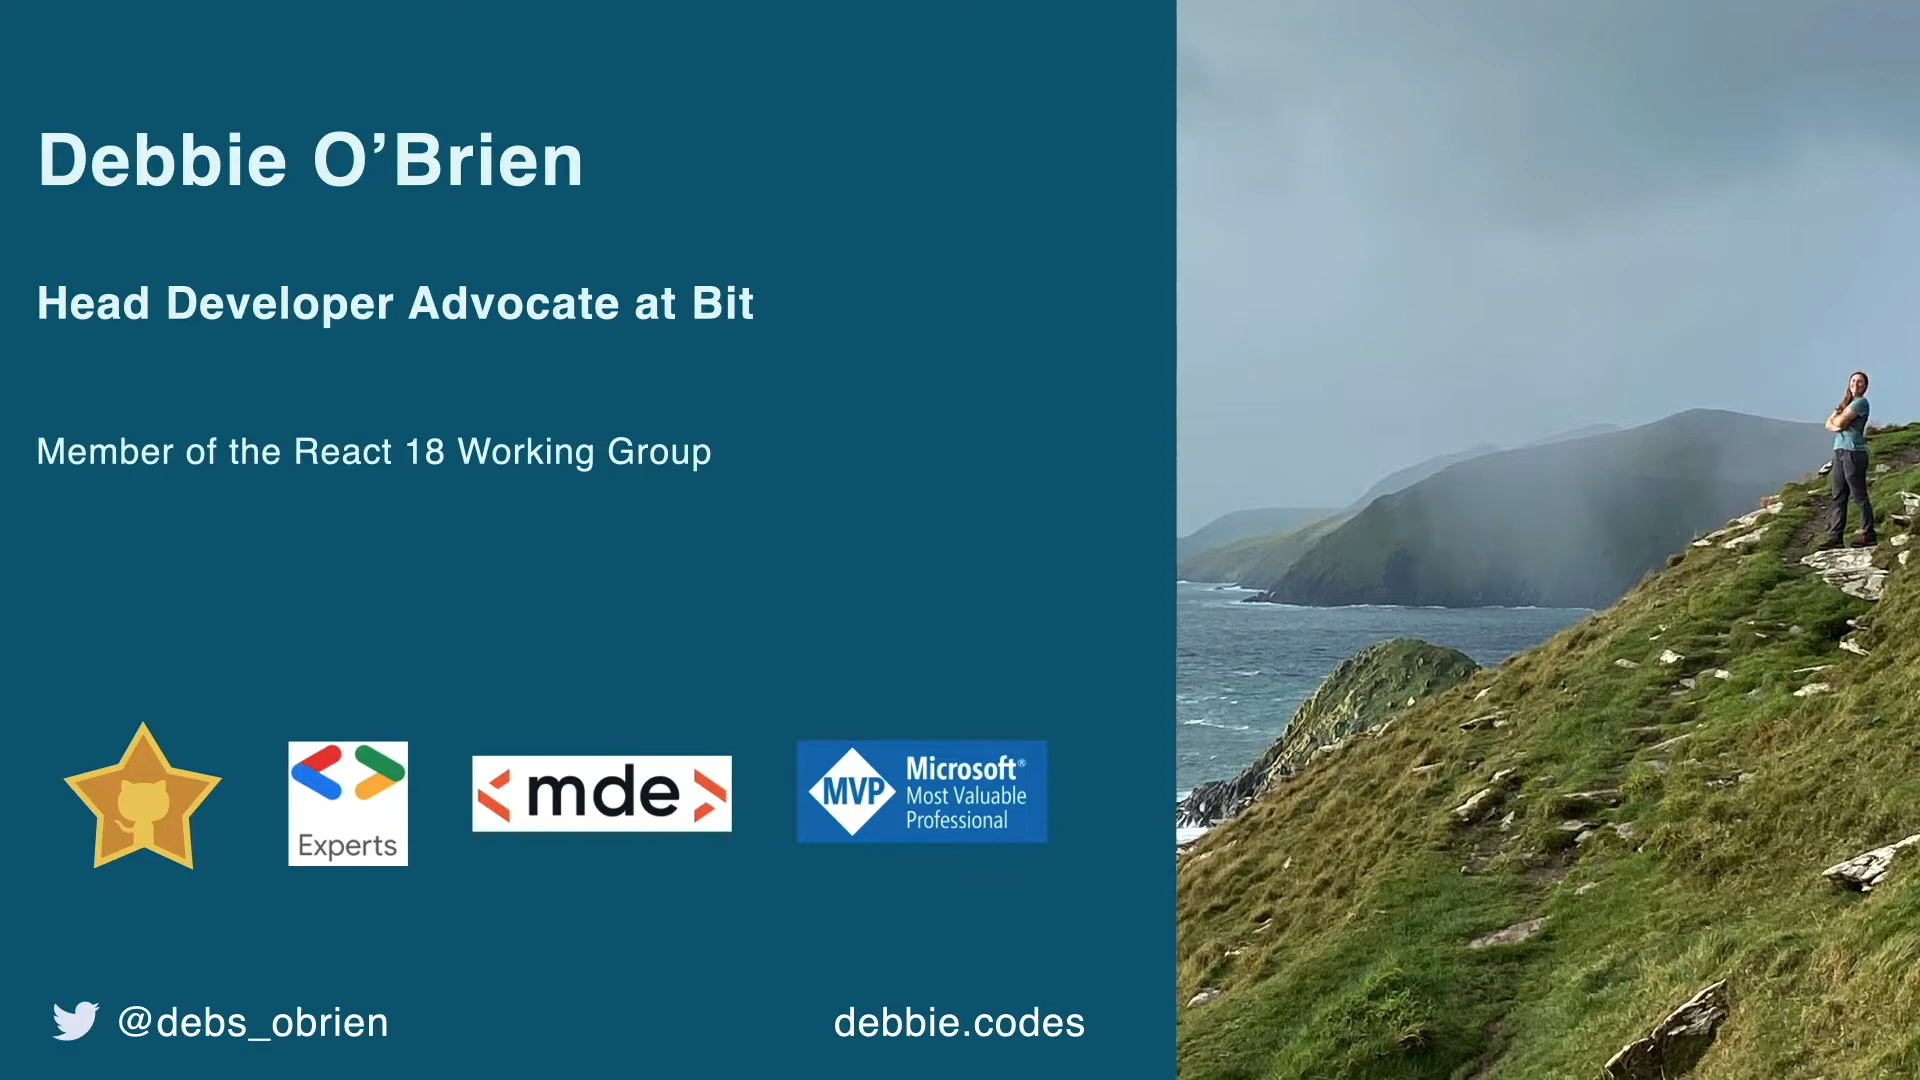 Debbie O’Brien
Head Developer Advocate at Bit
Member of the React 18 Working Group
Experts
<mde>
MVP
Microsoft®
Most Valuable
Professional
@debs_obrien
debbie.codes